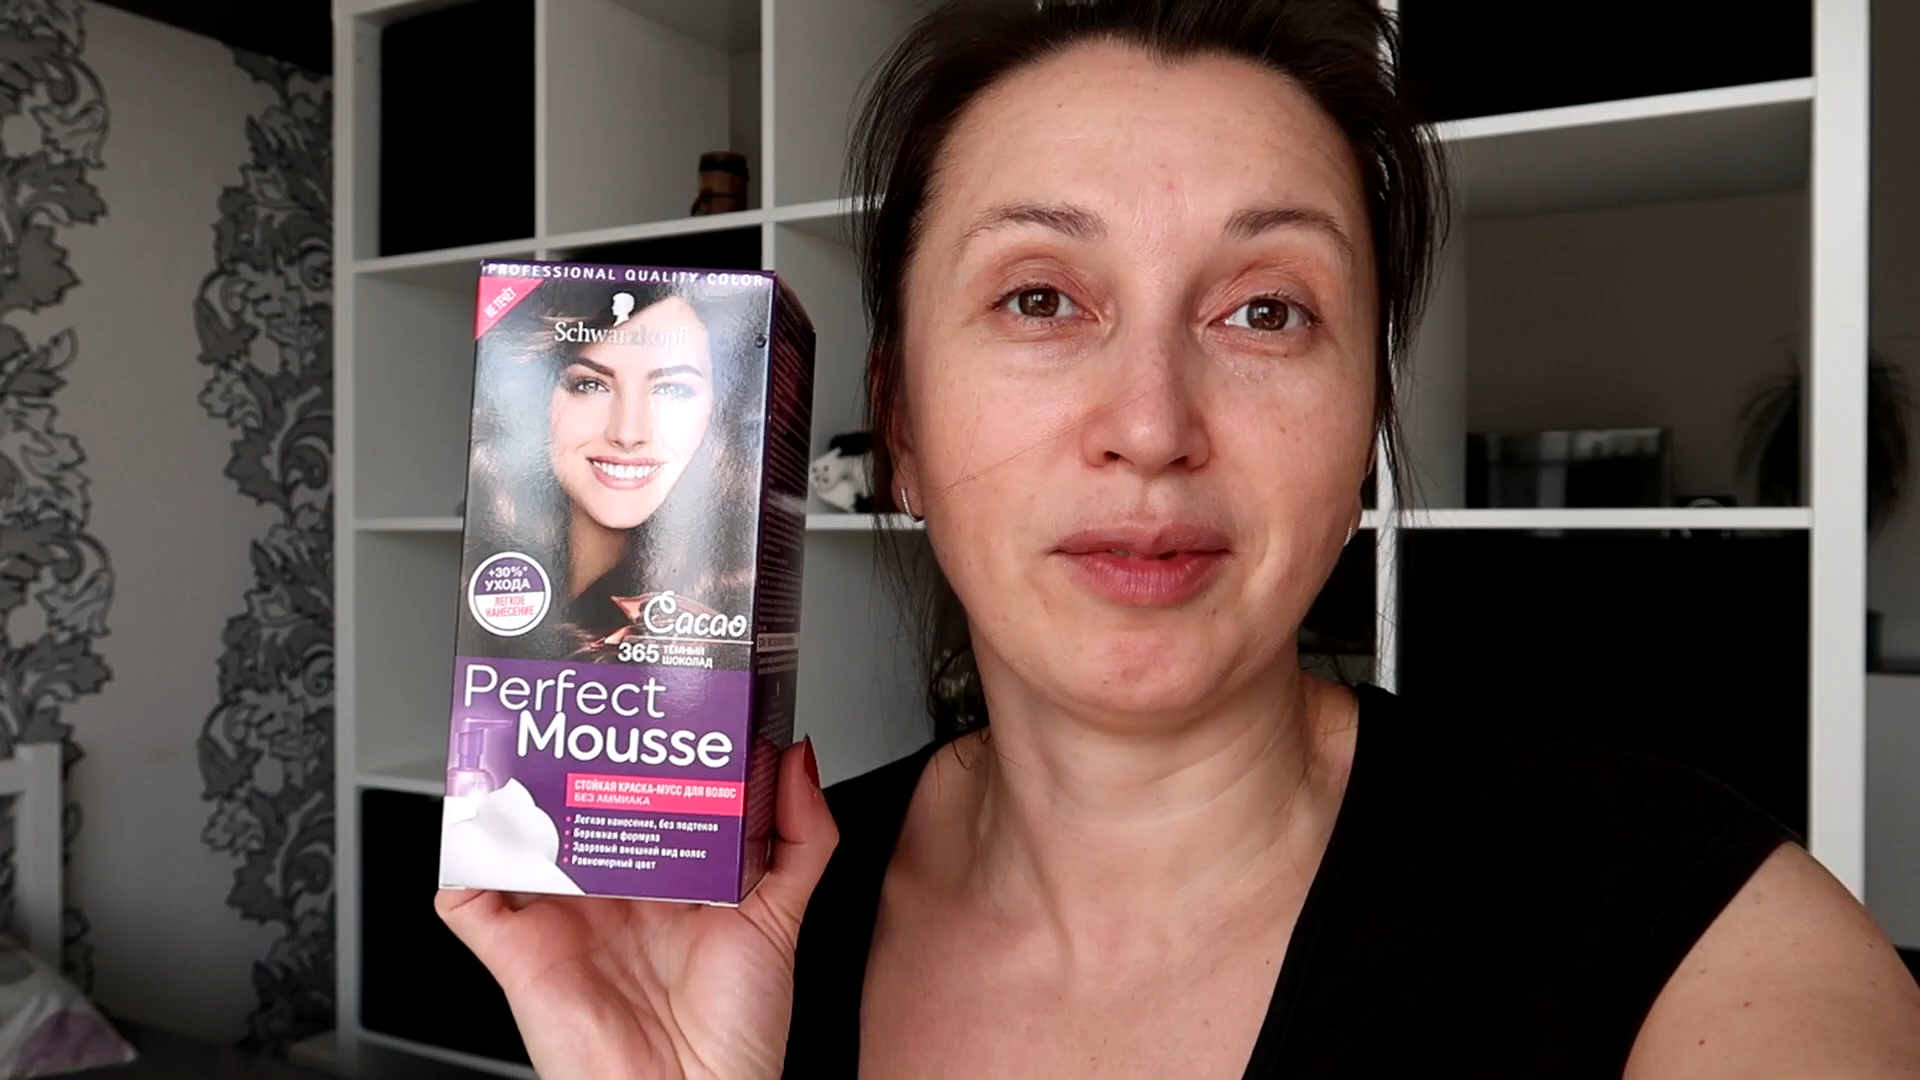 PROFESSIONAL QUALITY COLOR
НЕ ТЕЧЁТ
Schwarzkopf
+30%*
УХОДА
ЛЕГКОЕ
НАНЕСЕНИЕ
Cacao
365 ТЁМНЫЙ
ШОКОЛАД
Perfect
Mousse
СТОЙКАЯ КРАСКА-МУСС ДЛЯ ВОЛОС
БЕЗ АММИАКА
• Легкое нанесение, без подтеков
• Бережная формула
• Здоровый внешний вид волос
• Равномерный цвет